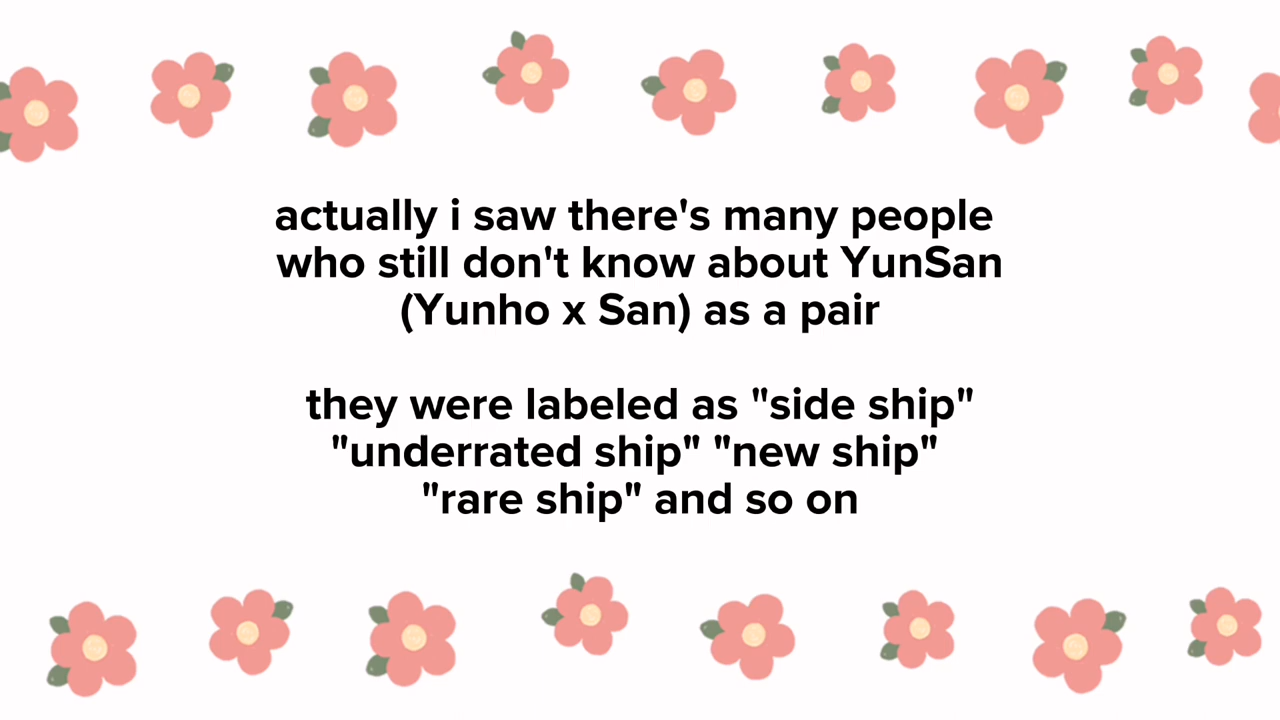 actually i saw there's many people
who still don't know about YunSan
(Yunho x San) as a pair
they were labeled as "side ship"
"underrated ship" "new ship"
"rare ship" and so on